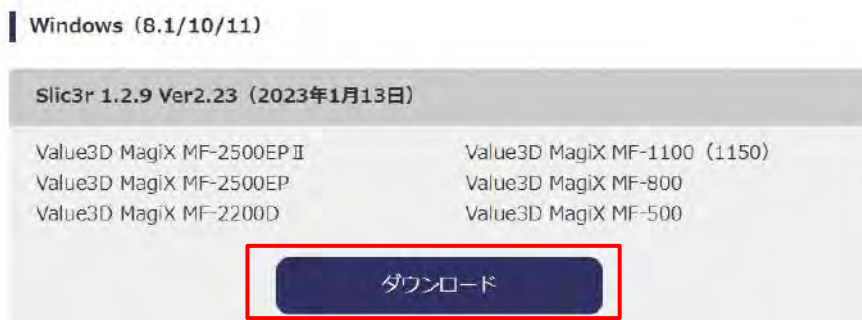 Windows（8.1/10/11）
Slic3r 1.2.9 Ver2.23（2023年1月13日）
Value3D MagiX MF-2500EPⅡ
Value3D MagiX MF-1100（1150）
Value3D MagiX MF-2500EP
Value3D MagiX MF-800
Value3D MagiX MF-2200D
Value3D MagiX MF-500
ダウンロード